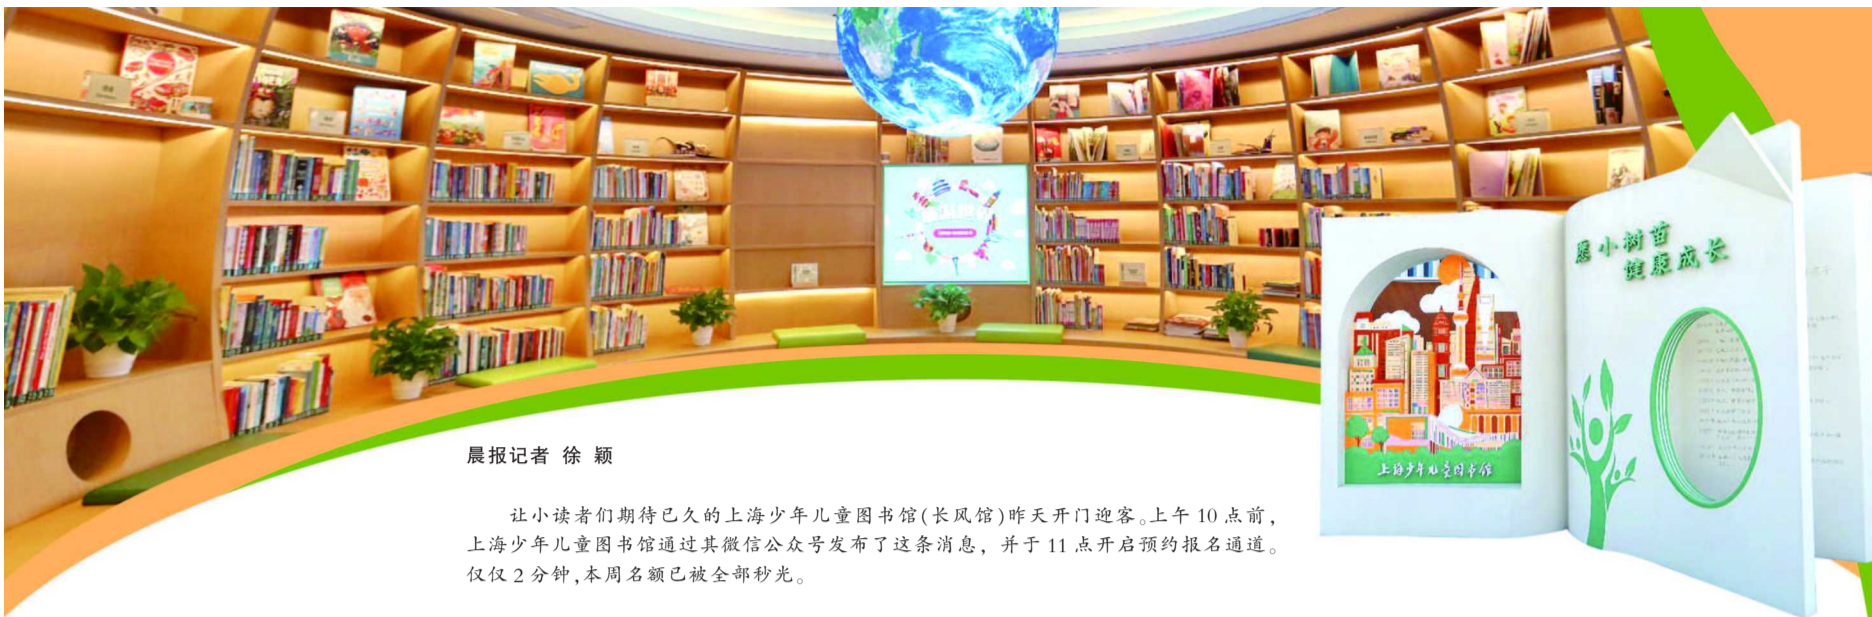 愿小树苗
健康成长
上海少年儿童图书馆
晨报记者 徐 颖
让小读者们期待已久的上海少年儿童图书馆(长风馆)昨天开门迎客。上午 10 点前，
上海少年儿童图书馆通过其微信公众号发布了这条消息，并于 11 点开启预约报名通道。
仅仅 2 分钟,本周名额已被全部秒光。